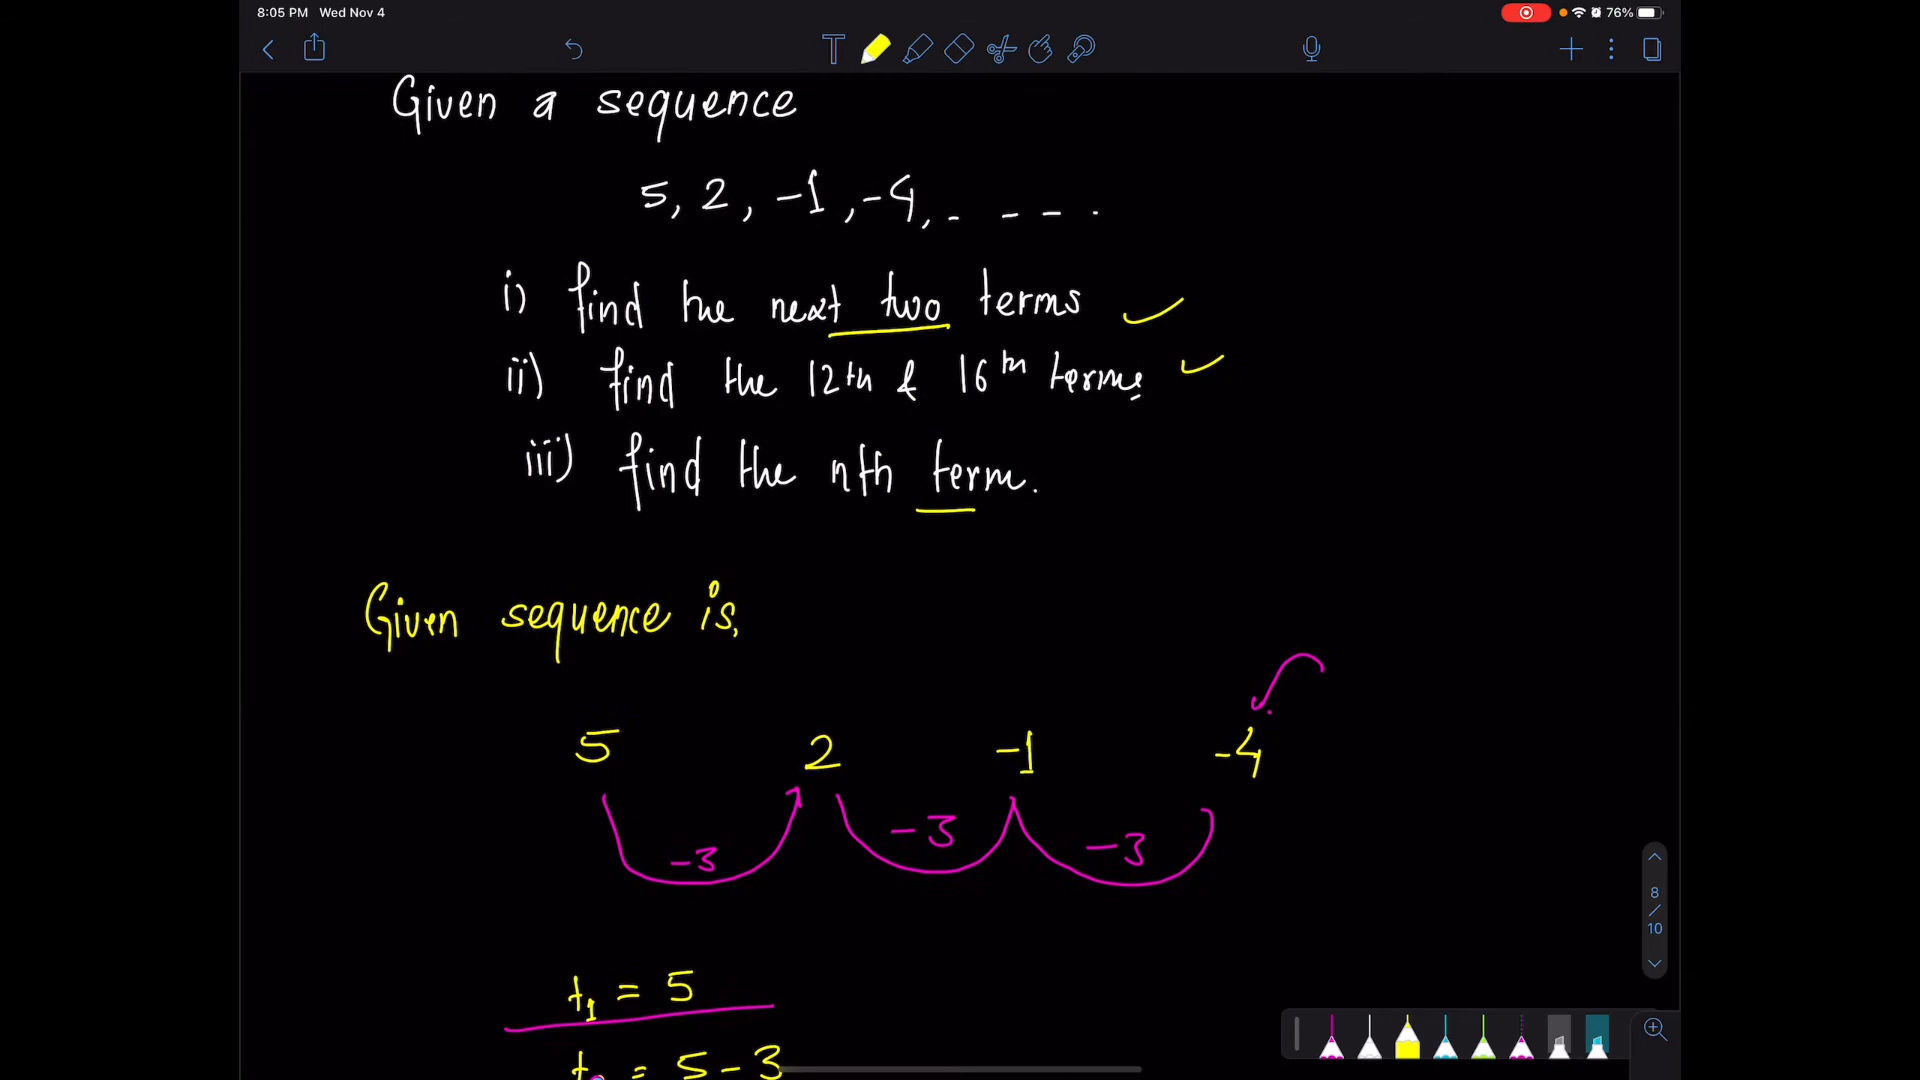 8:05 PM Wed Nov 4
76%
T
Given a sequence
5, 2, -1, -4, - - - .
i) find the next two terms
ii) find the 12th & 16th terms
iii) find the nth term.
Given sequence is,
5 2 -1 -4
-3 -3 -3
8
/
10
t1 = 5
= 5 - 3